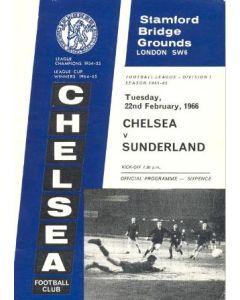 Stamford
Bridge
Grounds
LONDON SW6
LEAGUE
CHAMPIONS 1954-55
LEAGUE CUP
WINNERS 1964-65
FOOTBALL LEAGUE - DIVISION I
SEASON 1965-66
Tuesday,
22nd February, 1966
CHELSEA
v
SUNDERLAND
KICK-OFF 7.30 p.m.
OFFICIAL PROGRAMME — SIXPENCE
CHELSEA
FOOTBALL
CLUB